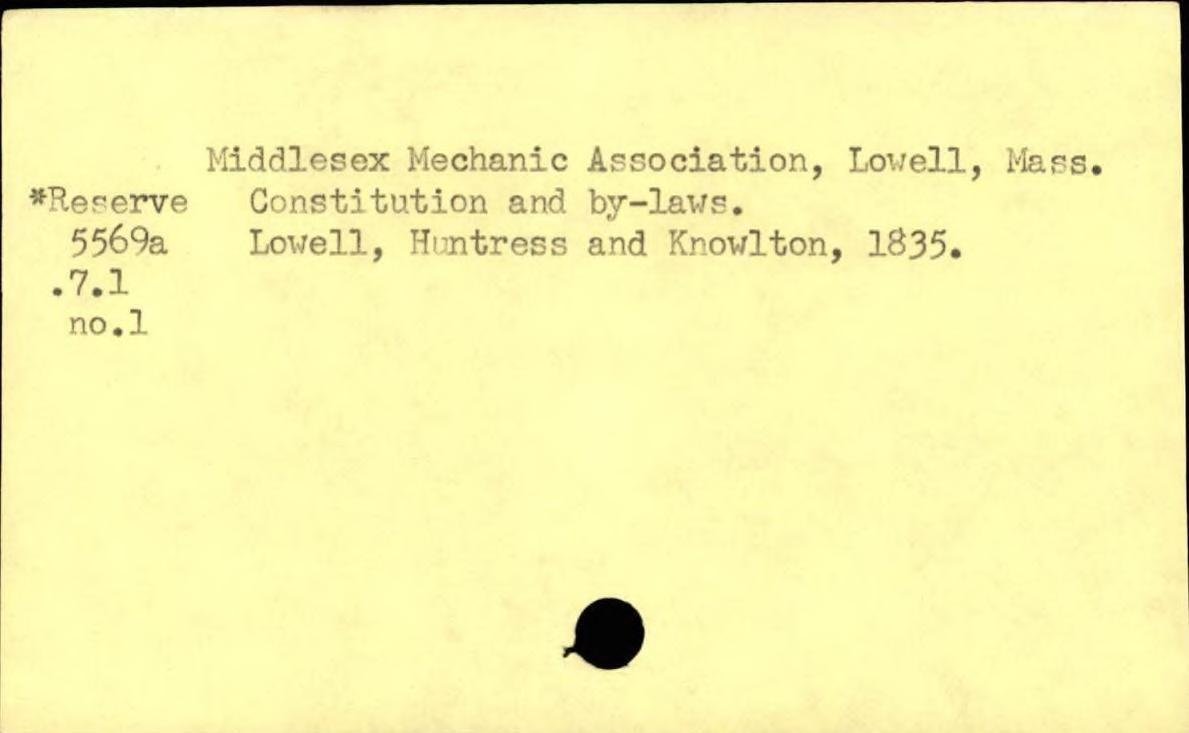 Middlesex Mechanic Association, Lowell, Mass.
*Reserve Constitution and by-laws.
5569a Lowell, Huntress and Knowlton, 1835.
.7.1
no.1